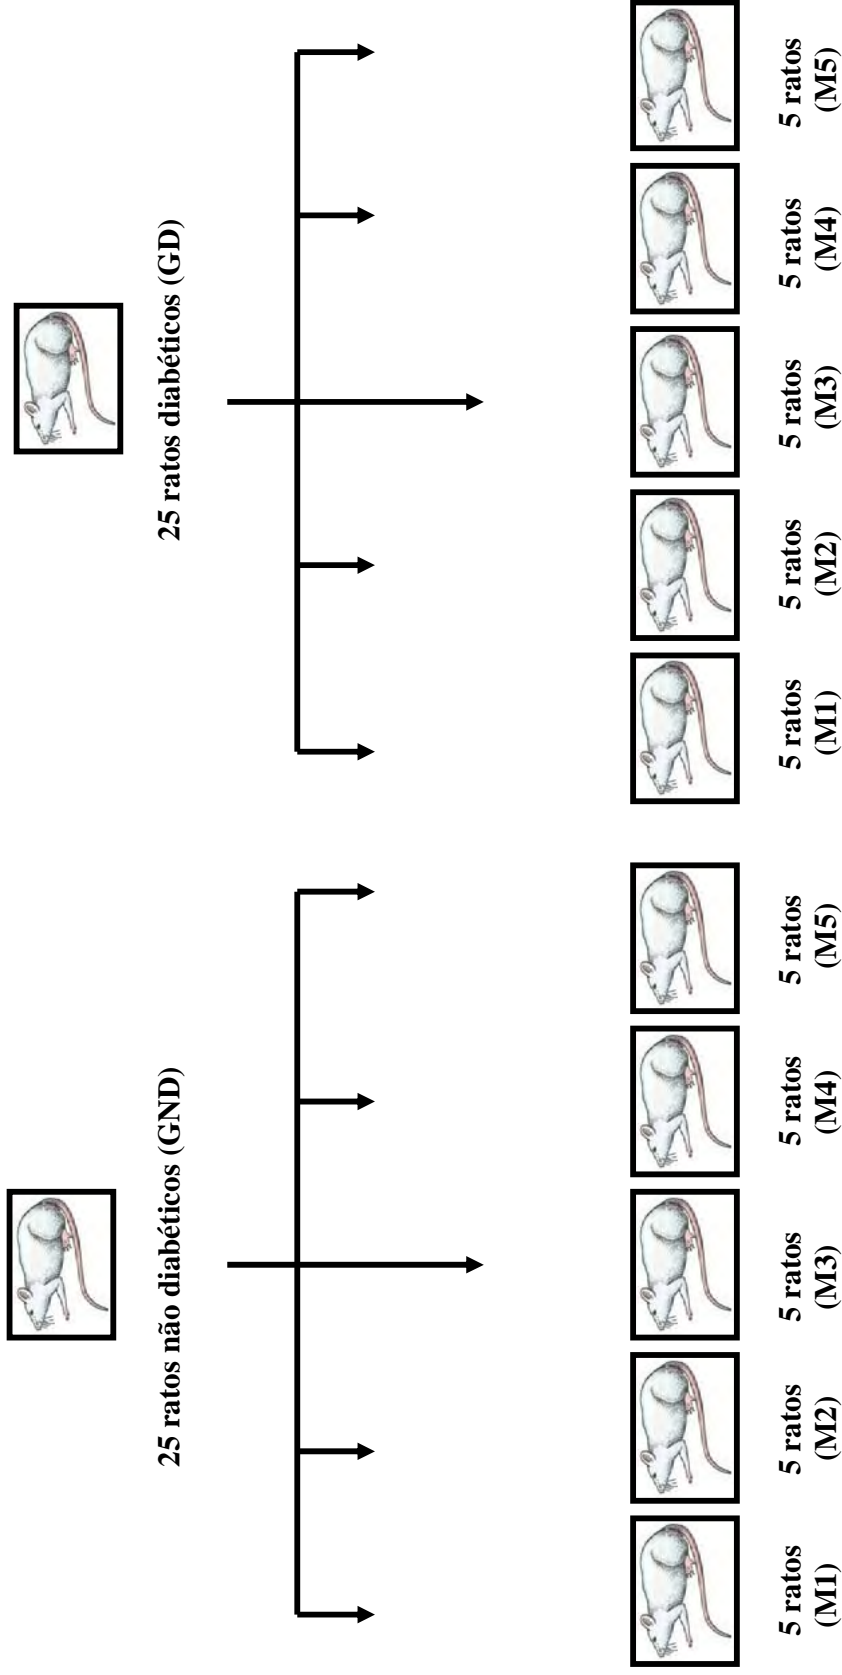 25 ratos não diabéticos (GND)
25 ratos diabéticos (GD)
5 ratos
(M1)
5 ratos
(M2)
5 ratos
(M3)
5 ratos
(M4)
5 ratos
(M5)
5 ratos
(M1)
5 ratos
(M2)
5 ratos
(M3)
5 ratos
(M4)
5 ratos
(M5)